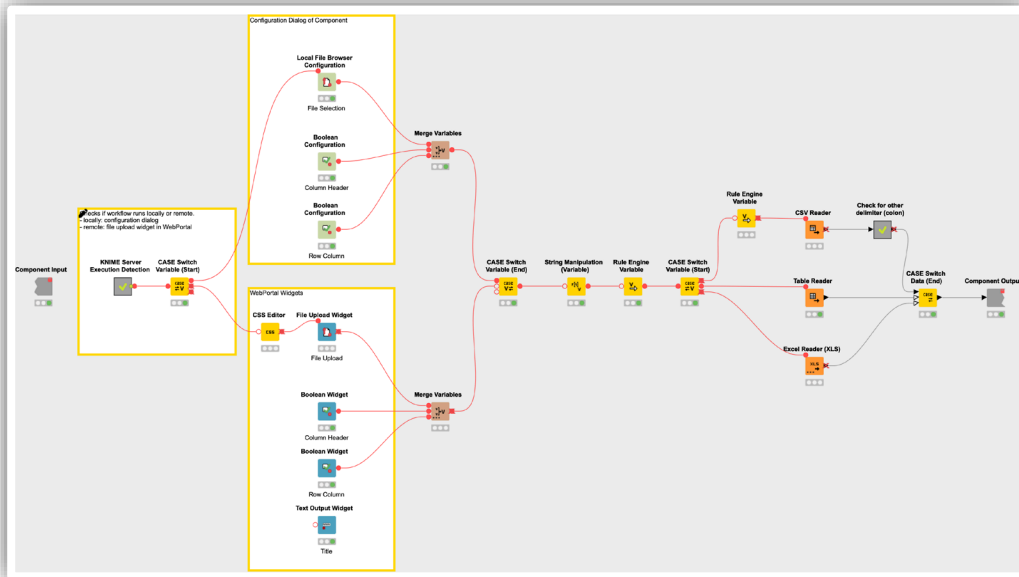 Configuration Dialog of Component
Local File Browser
Configuration
File Selection
Boolean
Configuration
Column Header
Boolean
Configuration
Row Column
Merge Variables
checks if workflow runs locally or remote.
- locally: configuration dialog
- remote: file upload widget in WebPortal
Component Input
KNIME Server
Execution Detection
CASE Switch
Variable (Start)
WebPortal Widgets
CSS Editor
CSS
File Upload Widget
File Upload
Boolean Widget
Column Header
Boolean Widget
Row Column
Text Output Widget
Title
Merge Variables
CASE Switch
Variable (End)
String Manipulation
(Variable)
Rule Engine
Variable
CASE Switch
Variable (Start)
Rule Engine
Variable
CSV Reader
Check for other
delimiter (colon)
Table Reader
Excel Reader (XLS)
XLS
CASE Switch
Data (End)
Component Outpu